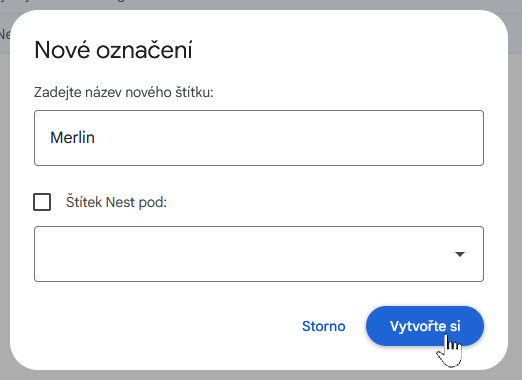 Nové označení
Zadejte název nového štítku:
Merlin
Štítek Nest pod:
Storno
Vytvořte si